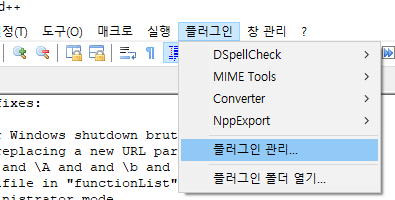 d++
정(T) 도구(O) 매크로 실행 플러그인 창 관리 ?
DSpellCheck
MIME Tools
Converter
NppExport
플러그인 관리...
플러그인 폴더 열기...
fixes:
Windows shutdown brut
replacing a new URL par
and \A and \b and
file in "functionList"
nistrator mode